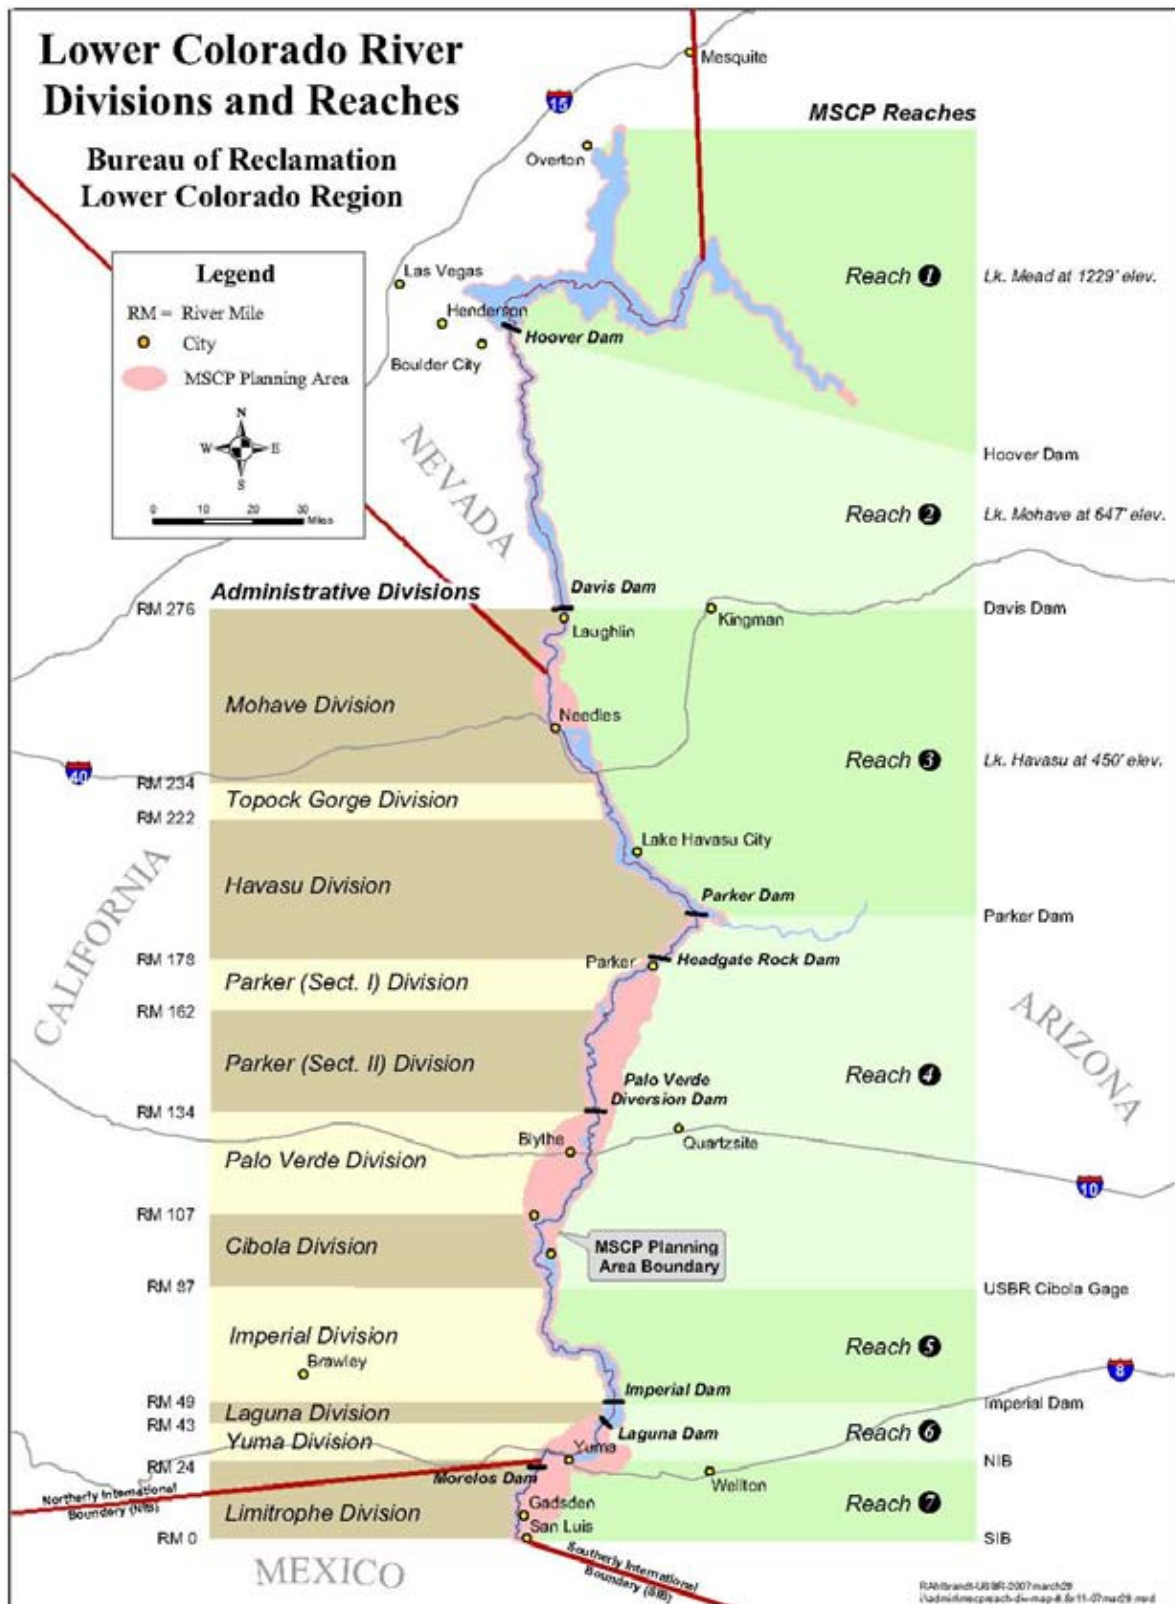 Lower Colorado River
Divisions and Reaches
Bureau of Reclamation
Lower Colorado Region
Legend
RM = River Mile
City
MSCP Planning Area
N
W
E
S
0 10 20 30
Miles
15
Mesquite
MSCP Reaches
Overton
Las Vegas
Henderson
Boulder City
Hoover Dam
Reach 1
Lk. Mead at 1229' elev.
Hoover Dam
NEVADA
Reach 2
Lk. Mohave at 647' elev.
Administrative Divisions
Davis Dam
RM 276
Laughlin
Kingman
Davis Dam
Mohave Division
Needles
40
Reach 3
Lk. Havasu at 450' elev.
RM 234
Topock Gorge Division
RM 222
Lake Havasu City
Havasu Division
Parker Dam
Parker Dam
CALIFORNIA
RM 178
Parker
Headgate Rock Dam
Parker (Sect. I) Division
RM 162
ARIZONA
Parker (Sect. II) Division
Palo Verde
Diversion Dam
Reach 4
RM 134
Blythe
Quartzsite
Palo Verde Division
10
RM 107
Cibola Division
MSCP Planning
Area Boundary
RM 87
USBR Cibola Gage
Imperial Division
Brawley
Reach 5
8
Imperial Dam
RM 49
Imperial Dam
Laguna Division
RM 43
Laguna Dam
Yuma Division
Yuma
Reach 6
RM 24
NIB
Morelos Dam
Wellton
Northerly International
Boundary (NIB)
Limitrophe Division
Gadsden
Reach 7
San Luis
RM 0
SIB
MEXICO
Southerly International
Boundary (SIB)